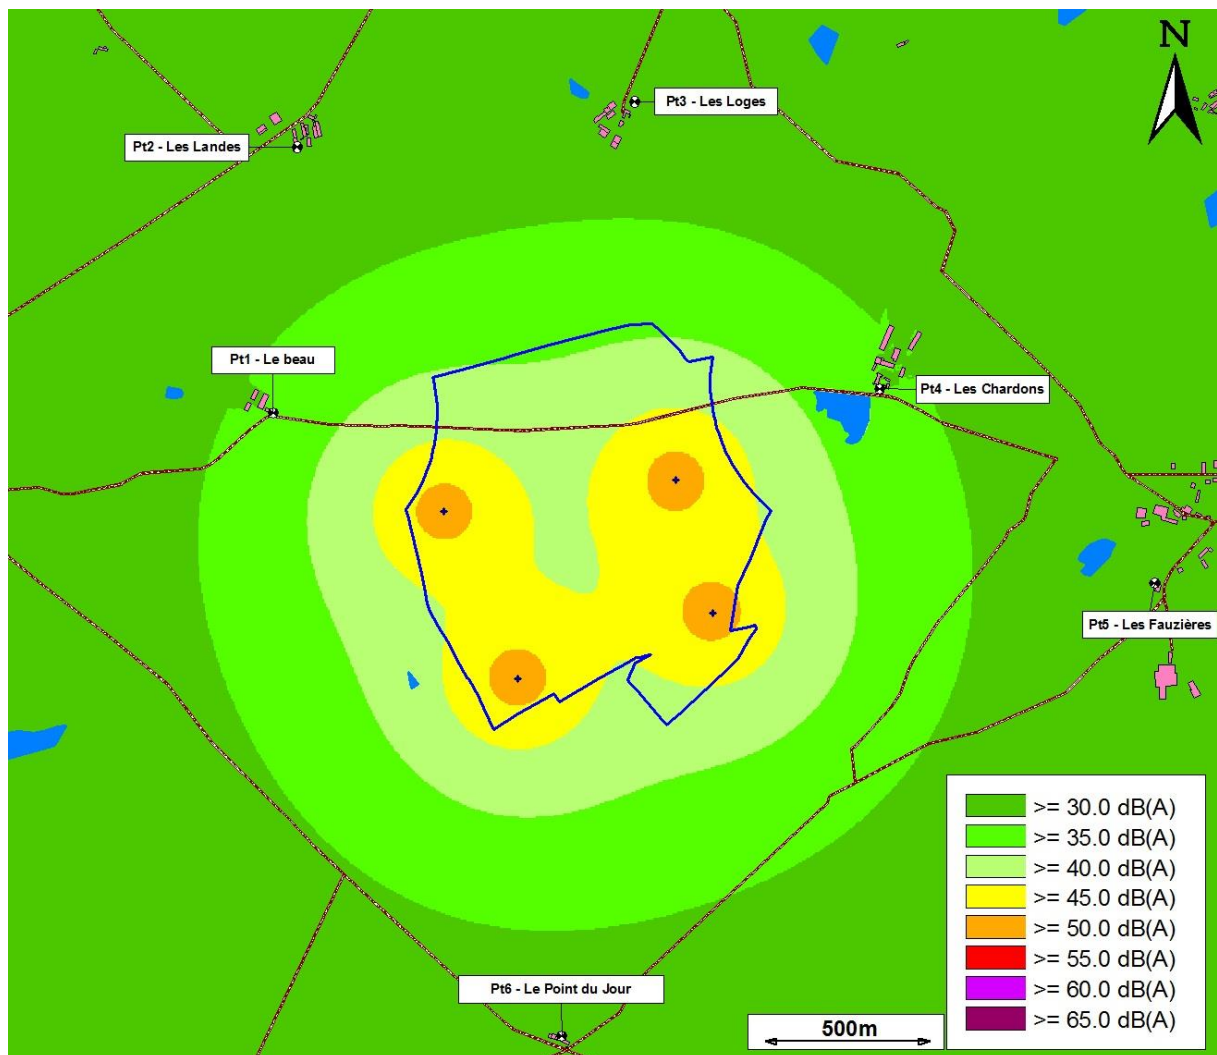 N
Pt3 - Les Loges
Pt2 - Les Landes
Pt1 - Le beau
Pt4 - Les Chardons
Pt5 - Les Fauzières
Pt6 - Le Point du Jour
500m
>= 30.0 dB(A)
>= 35.0 dB(A)
>= 40.0 dB(A)
>= 45.0 dB(A)
>= 50.0 dB(A)
>= 55.0 dB(A)
>= 60.0 dB(A)
>= 65.0 dB(A)